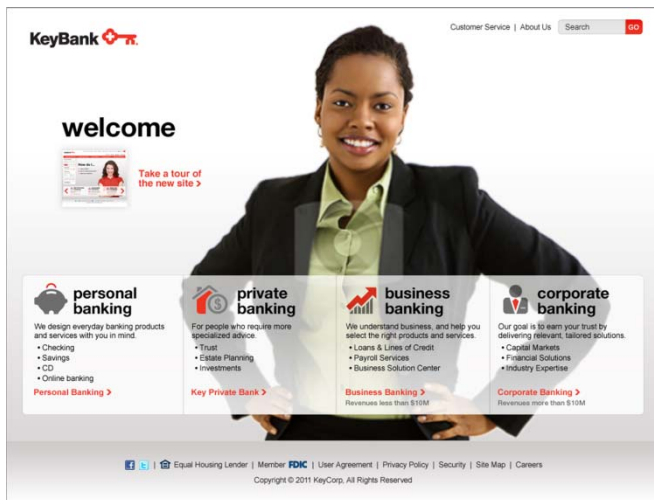 KeyBank
Customer Service | About Us
Search
GO
welcome
Take a tour of
the new site >
personal
banking
We design everyday banking products
and services with you in mind.
• Checking
• Savings
• CD
• Online banking
Personal Banking >
private
banking
For people who require more
specialized advice.
• Trust
• Estate Planning
• Investments
Key Private Bank >
business
banking
We understand business, and help you
select the right products and services.
• Loans & Lines of Credit
• Payroll Services
• Business Solution Center
Business Banking >
Revenues less than $10M
corporate
banking
Our goal is to earn your trust by
delivering relevant, tailored solutions.
• Capital Markets
• Financial Solutions
• Industry Expertise
Corporate Banking >
Revenues more than $10M
| Equal Housing Lender | Member FDIC | User Agreement | Privacy Policy | Security | Site Map | Careers
Copyright © 2011 KeyCorp, All Rights Reserved